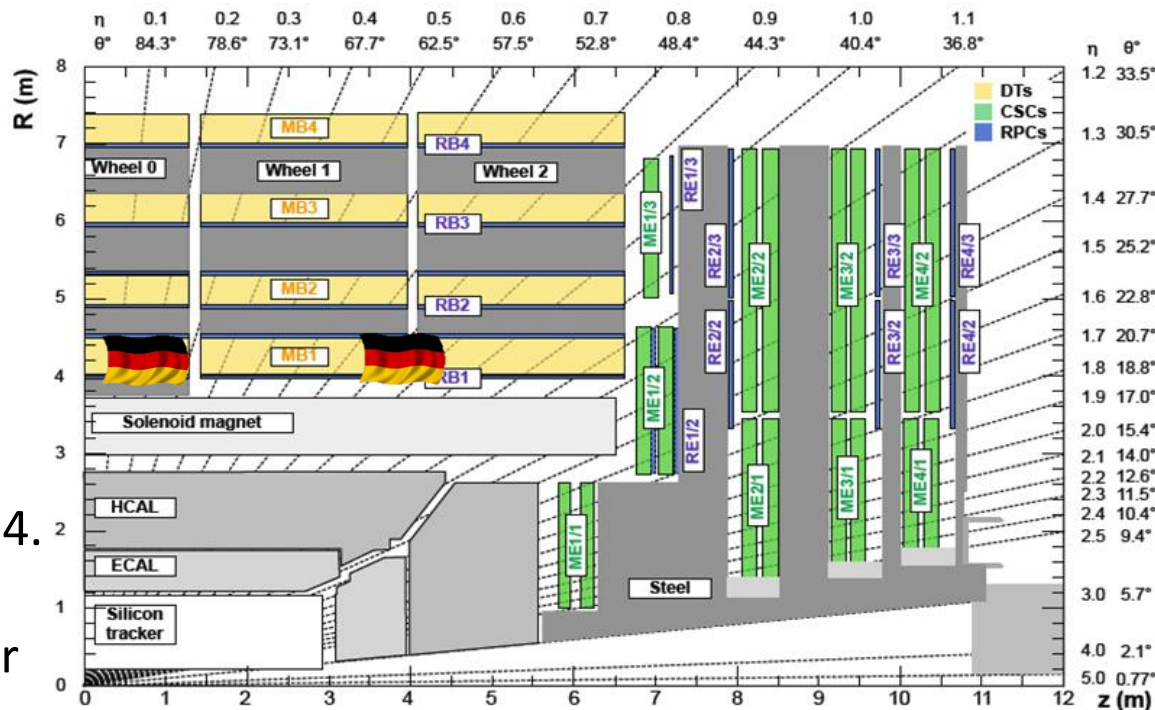 η 0.1 0.2 0.3 0.4 0.5 0.6 0.7 0.8 0.9 1.0 1.1
θ° 84.3° 78.6° 73.1° 67.7° 62.5° 57.5° 52.8° 48.4° 44.3° 40.4° 36.8° η θ°
R (m)
8
7
6
5
4
3
2
1
0
1.2 33.5°
1.3 30.5°
1.4 27.7°
1.5 25.2°
1.6 22.8°
1.7 20.7°
1.8 18.8°
1.9 17.0°
2.0 15.4°
2.1 14.0°
2.2 12.6°
2.3 11.5°
2.4 10.4°
2.5 9.4°
3.0 5.7°
4.0 2.1°
5.0 0.77°
DTs
CSCs
RPCs
MB4
RB4
Wheel 0
Wheel 1
Wheel 2
MB3
RB3
MB2
RB2
MB1
RB1
Solenoid magnet
HCAL
ECAL
Silicon
tracker
Steel
ME1/3
RE1/3
ME1/2
RE1/2
ME1/1
RE2/3
RE2/2
ME2/2
ME2/1
ME3/2
ME3/1
RE3/3
RE3/2
ME4/2
ME4/1
RE4/3
RE4/2
4.
r
0 1 2 3 4 5 6 7 8 9 10 11 12
z (m)